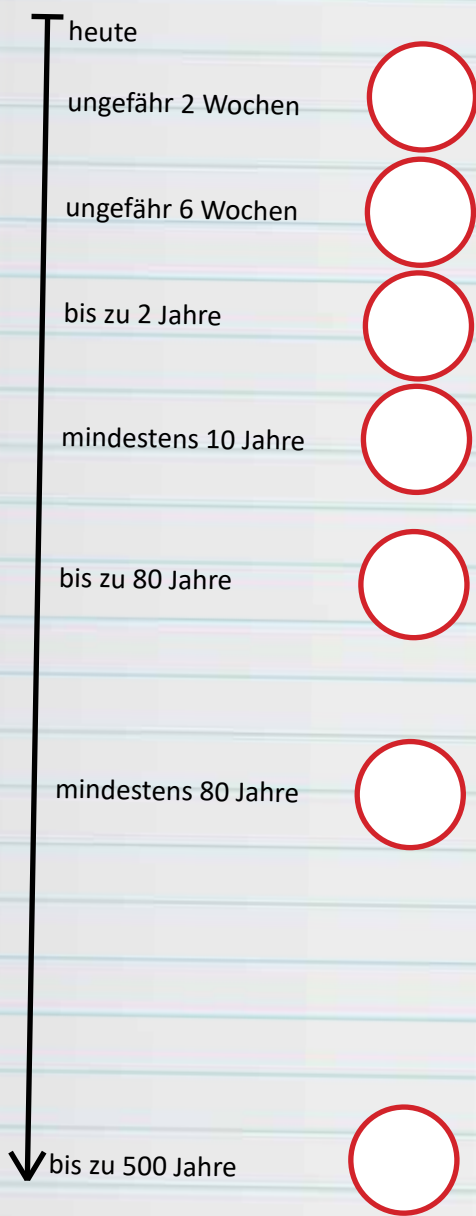 heute
ungefähr 2 Wochen
ungefähr 6 Wochen
bis zu 2 Jahre
mindestens 10 Jahre
bis zu 80 Jahre
mindestens 80 Jahre
bis zu 500 Jahre